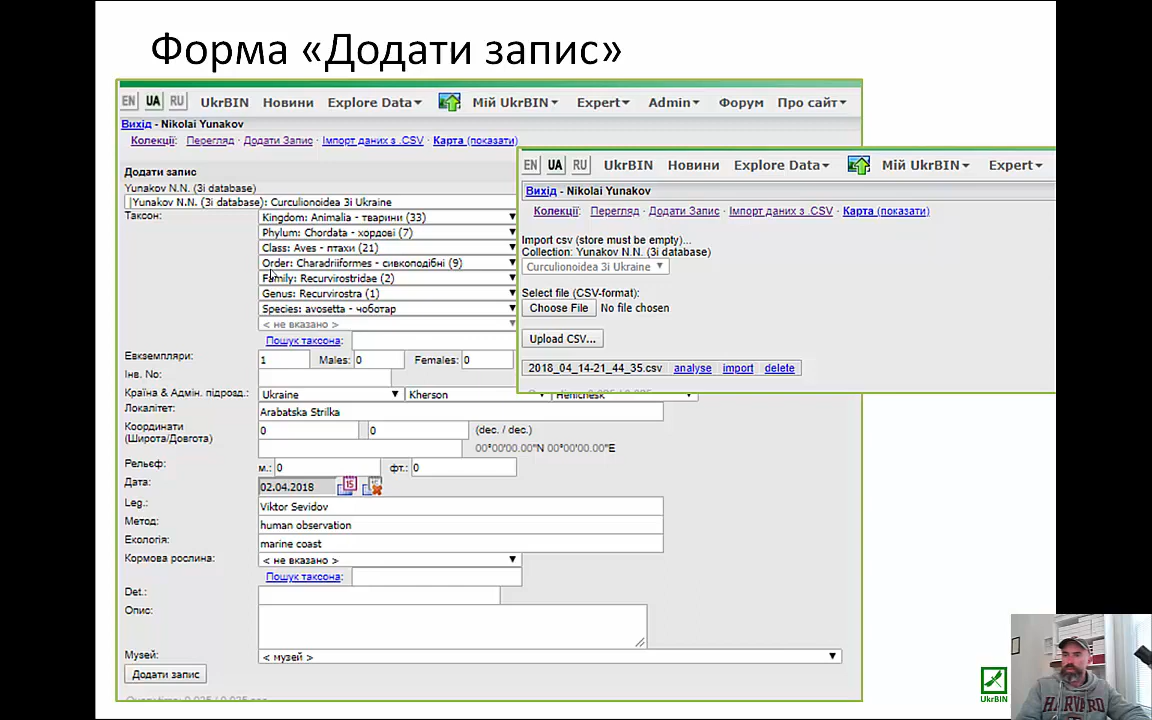 Форма «Додати запис»
EN UA RU UkrBIN Новини Explore Data Мій UkrBIN Expert Admin Форум Про сайт
Вихід - Nikolai Yunakov
Колекції: Перегляд · Додати Запис · Імпорт даних з .CSV · Карта (показати)
Додати запис
Yunakov N.N. (3i database)
Yunakov N.N. (3i database): Curculionoidea 3i Ukraine
Таксон: Kingdom: Animalia - тварини (33)
Phylum: Chordata - хордові (7)
Class: Aves - птахи (21)
Order: Charadriiformes - сивкоподібні (9)
Family: Recurvirostridae (2)
Genus: Recurvirostra (1)
Species: avosetta - чоботар
< не вказано >
Пошук таксона:
Евкземпляри: 1 Males: 0 Females: 0
Інв. No:
Країна & Адмін. підрозд.: Ukraine Kherson Henichesk
Локалітет: Arabatska Strilka
Координати (Широта/Довгота) 0 0 (dec. / dec.)
00°00'00.00"N 00°00'00.00"E
Рельєф: м.: 0 фт.: 0
Дата: 02.04.2018
Leg.: Viktor Sevidov
Метод: human observation
Екологія: marine coast
Кормова рослина: < не вказано >
Пошук таксона:
Det.:
Опис:
Музей: < музей >
Додати запис
EN UA RU UkrBIN Новини Explore Data Мій UkrBIN Expert
Вихід - Nikolai Yunakov
Колекції: Перегляд · Додати Запис · Імпорт даних з .CSV · Карта (показати)
Import csv (store must be empty)...
Collection: Yunakov N.N. (3i database)
Curculionoidea 3i Ukraine
Select file (CSV-format):
Choose File No file chosen
Upload CSV...
2018_04_14-21_44_35.csv analyse import delete
UkrBIN
HARVARD